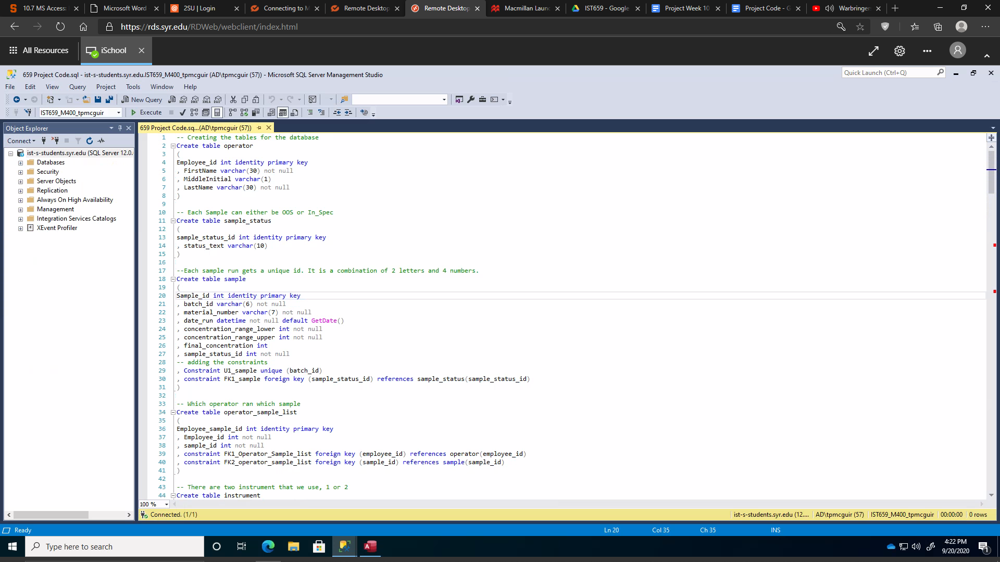 10.7 MS Access:
Microsoft Word
2SU | Login
Connecting to M
Remote Desktop
Remote Desktop
Macmillan Laun
IST659 - Google
Project Week 10
Project Code - G
Warbringer
https://rds.syr.edu/RDWeb/webclient/index.html
All Resources
iSchool
659 Project Code.sql - ist-s-students.syr.edu.IST659_M400_tpmcguir (AD\tpmcguir (57)) - Microsoft SQL Server Management Studio
Quick Launch (Ctrl+Q)
File Edit View Query Project Tools Window Help
New Query
IST659_M400_tpmcguir
Execute
Object Explorer
659 Project Code.sq...(AD\tpmcguir (57))
Connect
ist-s-students.syr.edu (SQL Server 12.0.
Databases
Security
Server Objects
Replication
Always On High Availability
Management
Integration Services Catalogs
XEvent Profiler
1 -- Creating the tables for the database
2 Create table operator
3 (
4 Employee_id int identity primary key
5 , FirstName varchar(30) not null
6 , MiddleInitial varchar(1)
7 , LastName varchar(30) not null
8 )
9
10 -- Each Sample can either be OOS or In_Spec
11 Create table sample_status
12 (
13 sample_status_id int identity primary key
14 , status_text varchar(10)
15 )
16
17 --Each sample run gets a unique id. It is a combination of 2 letters and 4 numbers.
18 Create table sample
19 (
20 Sample_id int identity primary key
21 , batch_id varchar(6) not null
22 , material_number varchar(7) not null
23 , date_run datetime not null default GetDate()
24 , concentration_range_lower int not null
25 , concentration_range_upper int not null
26 , final_concentration int
27 , sample_status_id int not null
28 -- adding the constraints
29 , Constraint U1_sample unique (batch_id)
30 , constraint FK1_sample foreign key (sample_status_id) references sample_status(sample_status_id)
31 )
32
33 -- Which operator ran which sample
34 Create table operator_sample_list
35 (
36 Employee_sample_id int identity primary key
37 , Employee_id int not null
38 , sample_id int not null
39 , constraint FK1_Operator_Sample_list foreign key (employee_id) references operator(employee_id)
40 , constraint FK2_operator_sample_list foreign key (sample_id) references sample(sample_id)
41 )
42
43 -- There are two instrument that we use, 1 or 2
44 Create table instrument
100 %
Connected. (1/1)
ist-s-students.syr.edu (12.... AD\tpmcguir (57) IST659_M400_tpmcguir 00:00:00 0 rows
Ready
Ln 20 Col 35 Ch 35 INS
Type here to search
4:22 PM
9/20/2020
1